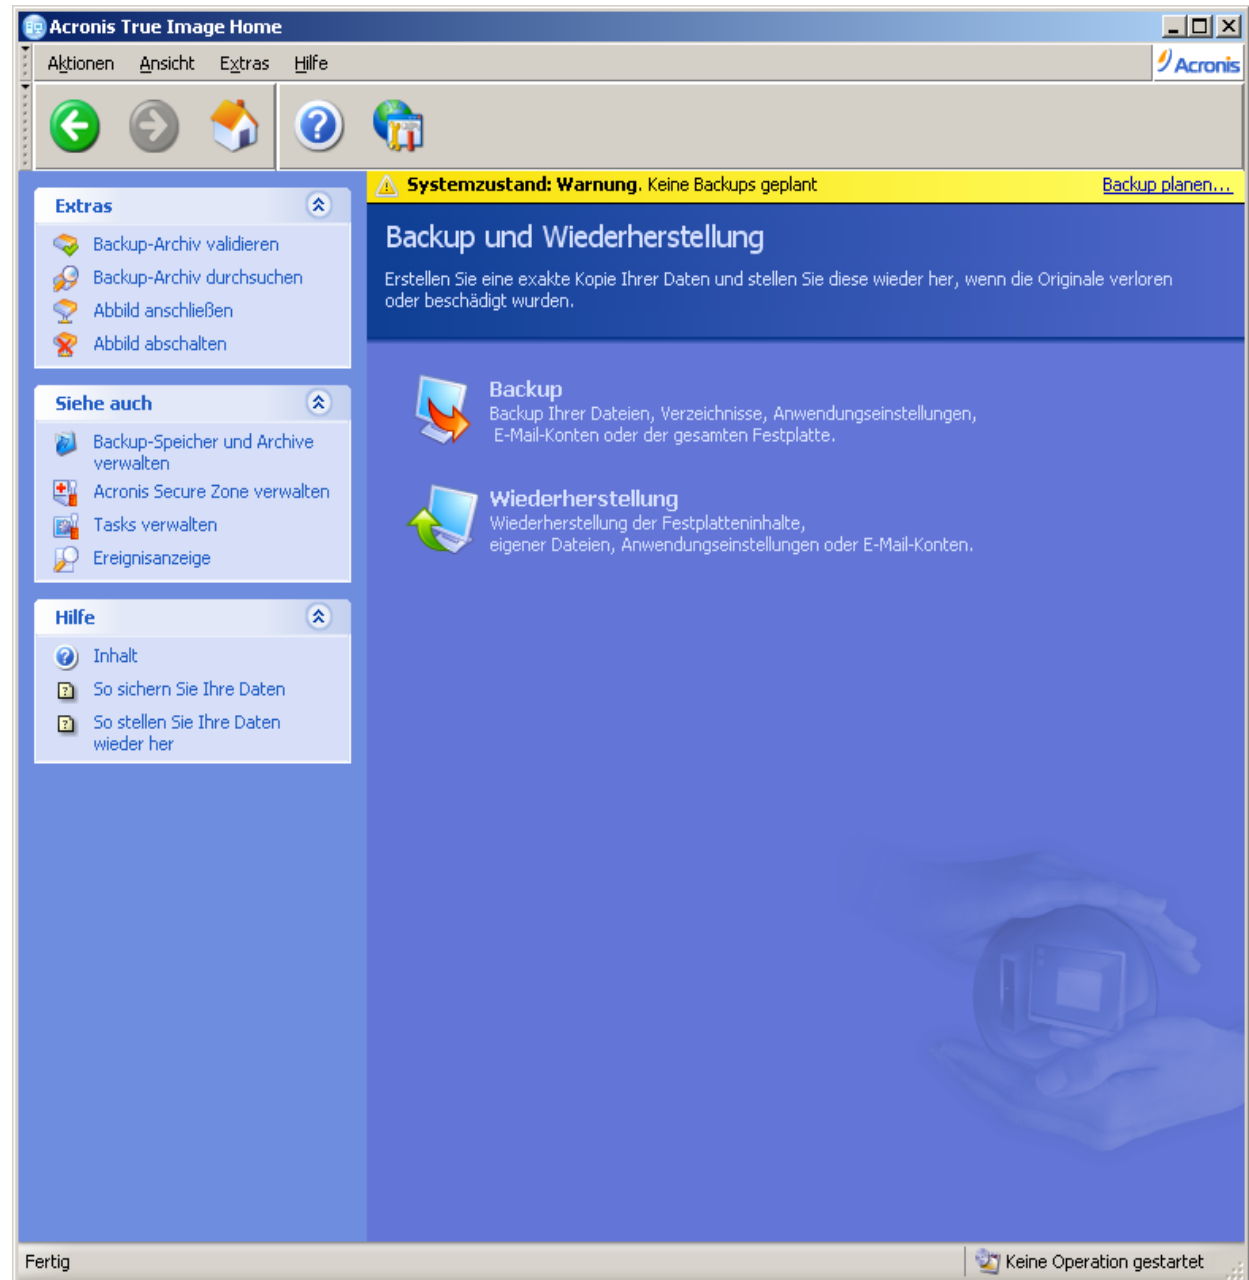 Acronis True Image Home
Aktionen Ansicht Extras Hilfe
Acronis
Systemzustand: Warnung. Keine Backups geplant
Backup planen...
Extras
Backup-Archiv validieren
Backup-Archiv durchsuchen
Abbild anschließen
Abbild abschalten
Siehe auch
Backup-Speicher und Archive
verwalten
Acronis Secure Zone verwalten
Tasks verwalten
Ereignisanzeige
Hilfe
Inhalt
So sichern Sie Ihre Daten
So stellen Sie Ihre Daten
wieder her
Backup und Wiederherstellung
Erstellen Sie eine exakte Kopie Ihrer Daten und stellen Sie diese wieder her, wenn die Originale verloren
oder beschädigt wurden.
Backup
Backup Ihrer Dateien, Verzeichnisse, Anwendungseinstellungen,
E-Mail-Konten oder der gesamten Festplatte.
Wiederherstellung
Wiederherstellung der Festplatteninhalte,
eigener Dateien, Anwendungseinstellungen oder E-Mail-Konten.
Fertig
Keine Operation gestartet